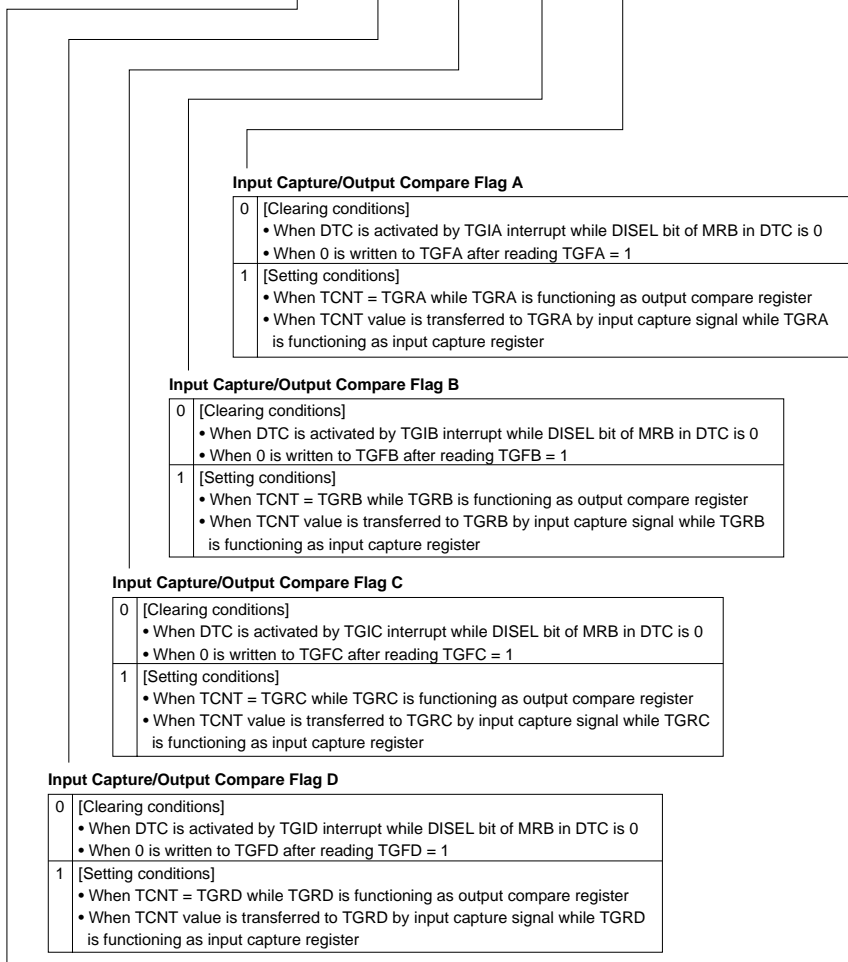 Input Capture/Output Compare Flag A
0 [Clearing conditions]
• When DTC is activated by TGIA interrupt while DISEL bit of MRB in DTC is 0
• When 0 is written to TGFA after reading TGFA = 1
1 [Setting conditions]
• When TCNT = TGRA while TGRA is functioning as output compare register
• When TCNT value is transferred to TGRA by input capture signal while TGRA
is functioning as input capture register
Input Capture/Output Compare Flag B
0 [Clearing conditions]
• When DTC is activated by TGIB interrupt while DISEL bit of MRB in DTC is 0
• When 0 is written to TGFB after reading TGFB = 1
1 [Setting conditions]
• When TCNT = TGRB while TGRB is functioning as output compare register
• When TCNT value is transferred to TGRB by input capture signal while TGRB
is functioning as input capture register
Input Capture/Output Compare Flag C
0 [Clearing conditions]
• When DTC is activated by TGIC interrupt while DISEL bit of MRB in DTC is 0
• When 0 is written to TGFC after reading TGFC = 1
1 [Setting conditions]
• When TCNT = TGRC while TGRC is functioning as output compare register
• When TCNT value is transferred to TGRC by input capture signal while TGRC
is functioning as input capture register
Input Capture/Output Compare Flag D
0 [Clearing conditions]
• When DTC is activated by TGID interrupt while DISEL bit of MRB in DTC is 0
• When 0 is written to TGFD after reading TGFD = 1
1 [Setting conditions]
• When TCNT = TGRD while TGRD is functioning as output compare register
• When TCNT value is transferred to TGRD by input capture signal while TGRD
is functioning as input capture register